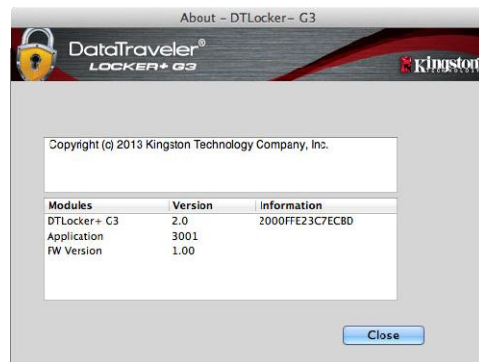 About – DTLocker– G3
DataTraveler®
LOCKER+ G3
Kingston
TECHNOLOGY
Copyright (c) 2013 Kingston Technology Company, Inc.
Modules Version Information
DTLocker+ G3 2.0 2000FFE23C7ECBD
Application 3001
FW Version 1.00
Close